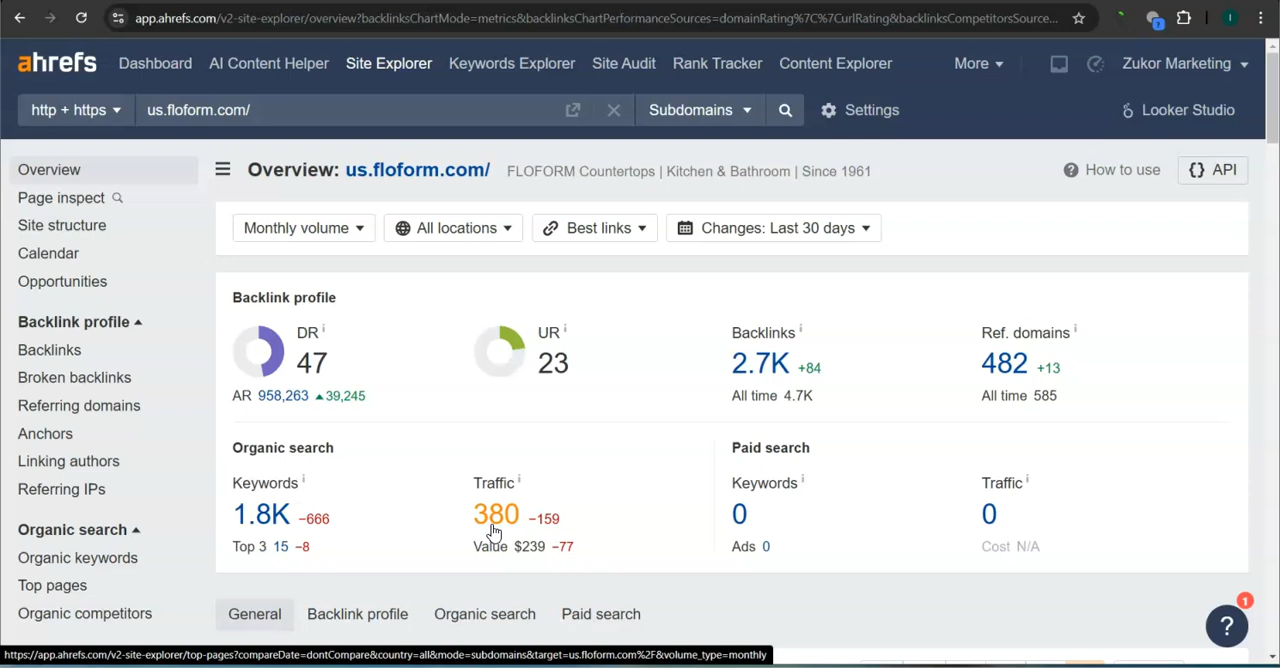 app.ahrefs.com/v2-site-explorer/overview?backlinksChartMode=metrics&backlinksChartPerformanceSources=domainRating%7C%7CurlRating&backlinksCompetitorsSource...
ahrefs Dashboard AI Content Helper Site Explorer Keywords Explorer Site Audit Rank Tracker Content Explorer More Zukor Marketing
http + https us.floform.com/ Subdomains Settings Looker Studio
Overview
Page inspect
Site structure
Calendar
Opportunities
Backlink profile
Backlinks
Broken backlinks
Referring domains
Anchors
Linking authors
Referring IPs
Organic search
Organic keywords
Top pages
Organic competitors
Overview: us.floform.com/ FLOFORM Countertops | Kitchen & Bathroom | Since 1961 How to use {} API
Monthly volume All locations Best links Changes: Last 30 days
Backlink profile
DR UR Backlinks Ref. domains
47 23 2.7K +84 482 +13
AR 958,263 ▲39,245 All time 4.7K All time 585
Organic search Paid search
Keywords Traffic Keywords Traffic
1.8K −666 380 −159 0 0
Top 3 15 −8 Value $239 −77 Ads 0 Cost N/A
General Backlink profile Organic search Paid search
1
?
https://app.ahrefs.com/v2-site-explorer/top-pages?compareDate=dontCompare&country=all&mode=subdomains&target=us.floform.com%2F&volume_type=monthly